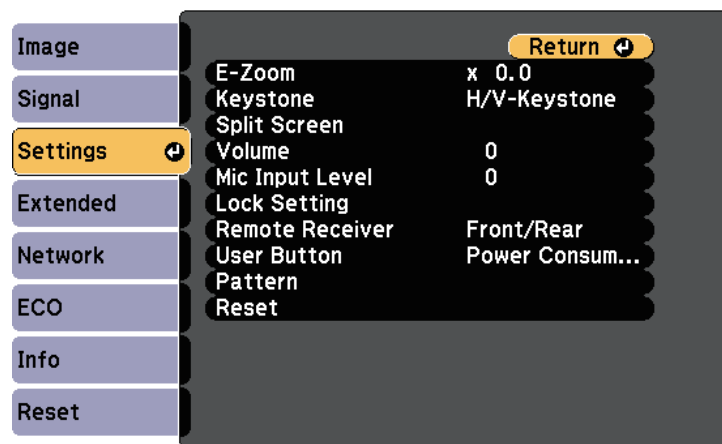 Image
Signal
Settings
Extended
Network
ECO
Info
Reset
Return
E-Zoom x 0.0
Keystone H/V-Keystone
Split Screen
Volume 0
Mic Input Level 0
Lock Setting
Remote Receiver Front/Rear
User Button Power Consum...
Pattern
Reset